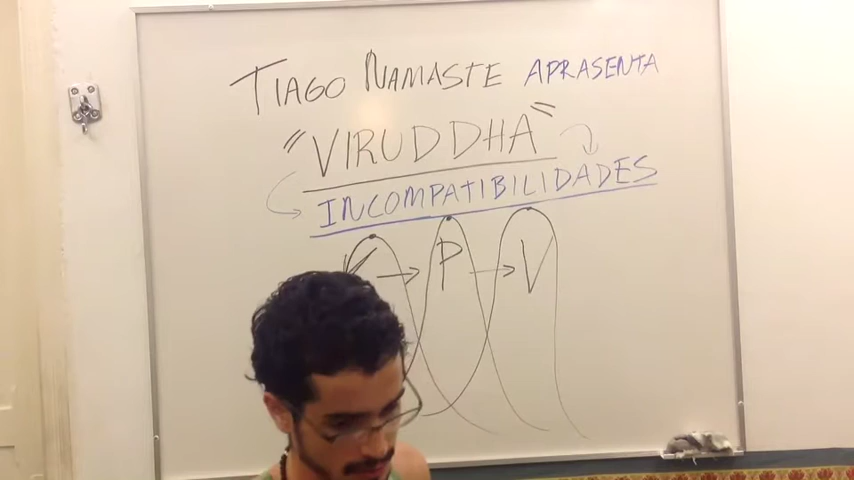 TIAGO NAMASTE APRASENTA
"VIRUDDHA"
INCOMPATIBILIDADES
K → P → V